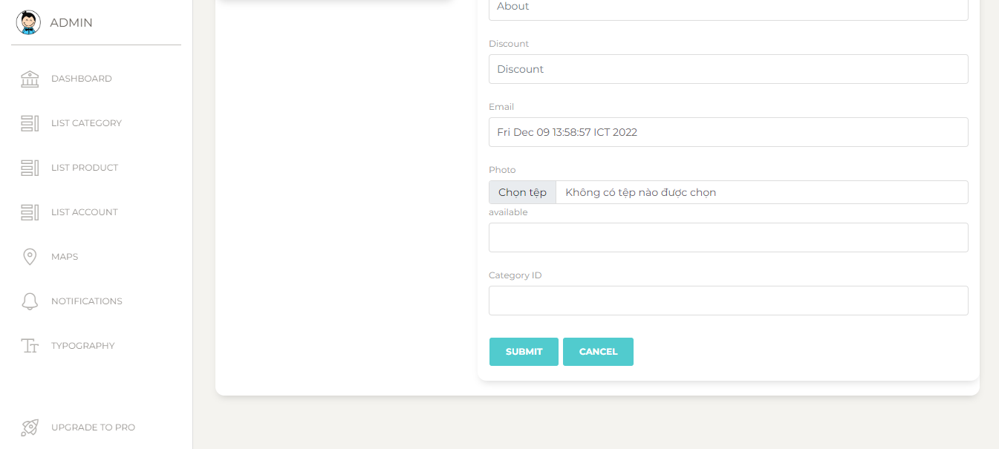 ADMIN
DASHBOARD
LIST CATEGORY
LIST PRODUCT
LIST ACCOUNT
MAPS
NOTIFICATIONS
TYPOGRAPHY
UPGRADE TO PRO
About
Discount
Discount
Email
Fri Dec 09 13:58:57 ICT 2022
Photo
Chọn tệp Không có tệp nào được chọn
available
Category ID
SUBMIT CANCEL